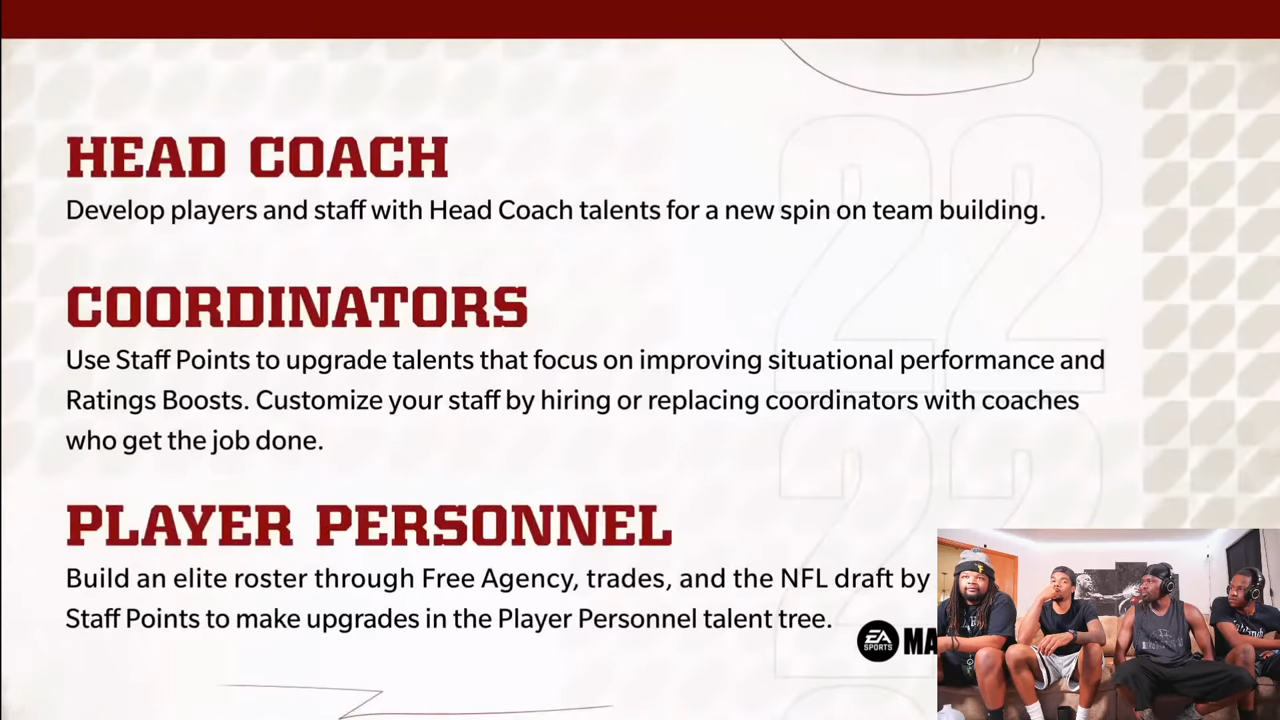 HEAD COACH
Develop players and staff with Head Coach talents for a new spin on team building.
COORDINATORS
Use Staff Points to upgrade talents that focus on improving situational performance and
Ratings Boosts. Customize your staff by hiring or replacing coordinators with coaches
who get the job done.
PLAYER PERSONNEL
Build an elite roster through Free Agency, trades, and the NFL draft by
Staff Points to make upgrades in the Player Personnel talent tree.
EA SPORTS MA
22
22